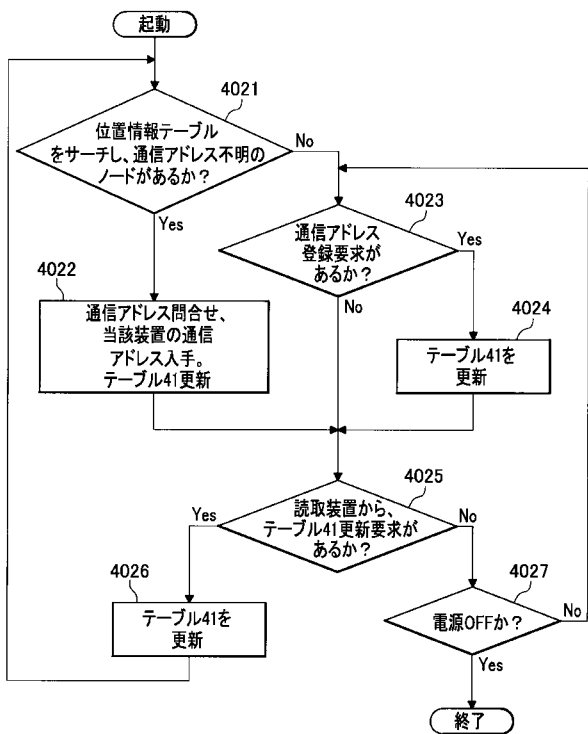 起動
4021
位置情報テーブル
をサーチし、通信アドレス不明の
ノードがあるか?
No
Yes
4023
通信アドレス
登録要求が
あるか?
Yes
No
4022
通信アドレス問合せ、
当該装置の通信
アドレス入手。
テーブル41更新
4024
テーブル41を
更新
4025
読取装置から、
テーブル41更新要求が
あるか?
Yes
No
4026
テーブル41を
更新
4027
電源OFFか?
No
Yes
終了